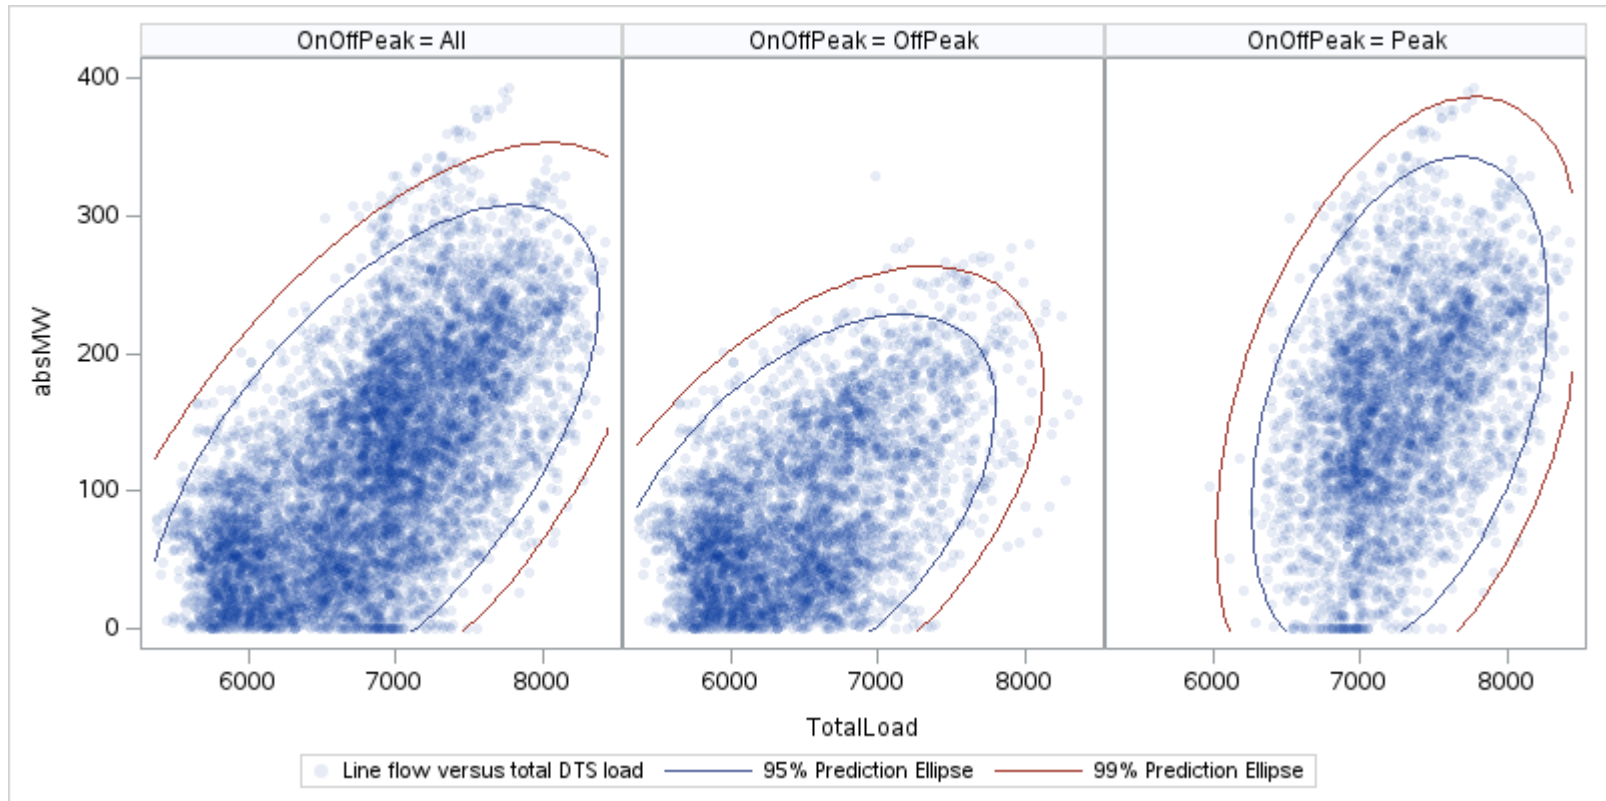 OnOffPeak = All
OnOffPeak = OffPeak
OnOffPeak = Peak
400
300
200
100
0
absMW
6000 7000 8000
6000 7000 8000
6000 7000 8000
TotalLoad
Line flow versus total DTS load
95% Prediction Ellipse
99% Prediction Ellipse